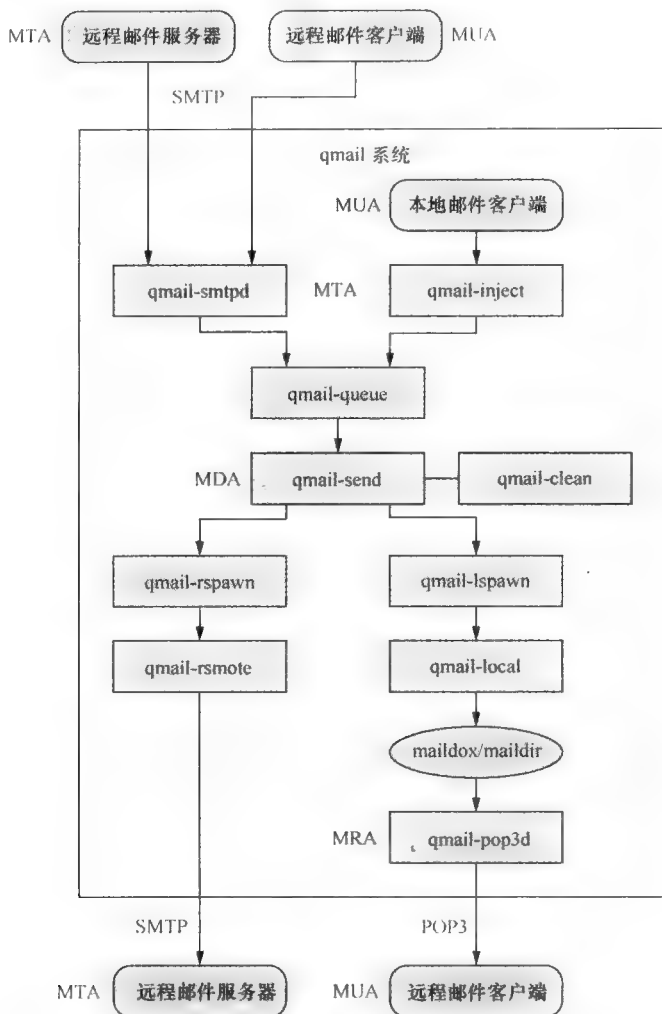 MTA 远程邮件服务器 远程邮件客户端 MUA
SMTP
qmail 系统
MUA 本地邮件客户端
qmail-smtpd MTA qmail-inject
qmail-queue
MDA qmail-send qmail-clean
qmail-rspawn qmail-lspawn
qmail-rsmote qmail-local
maildox/maildir
MRA qmail-pop3d
SMTP POP3
MTA 远程邮件服务器 MUA 远程邮件客户端